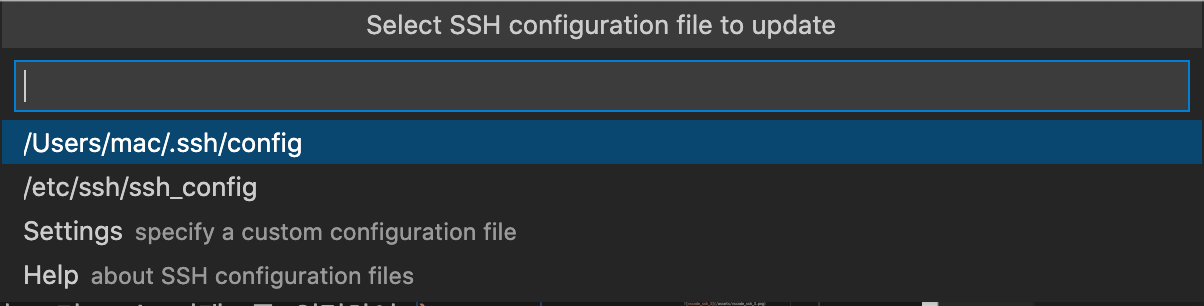 Select SSH configuration file to update
/Users/mac/.ssh/config
/etc/ssh/ssh_config
Settings specify a custom configuration file
Help about SSH configuration files